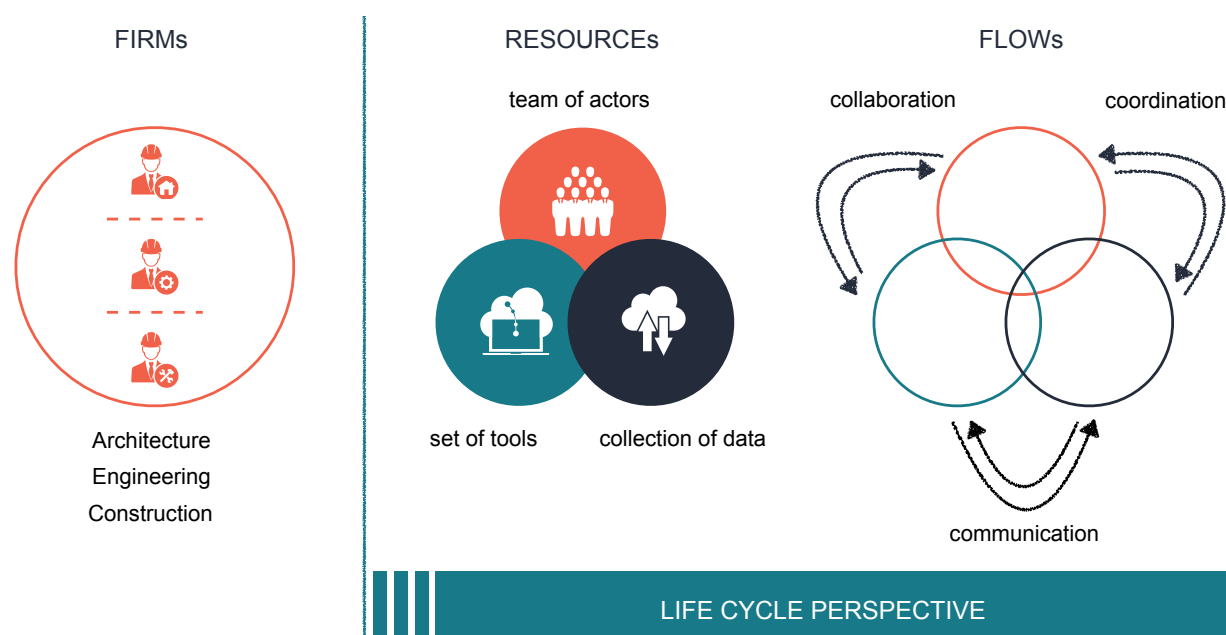 FIRMs
RESOURCEs
FLOWs
team of actors
collaboration
coordination
set of tools
collection of data
Architecture
Engineering
Construction
communication
LIFE CYCLE PERSPECTIVE